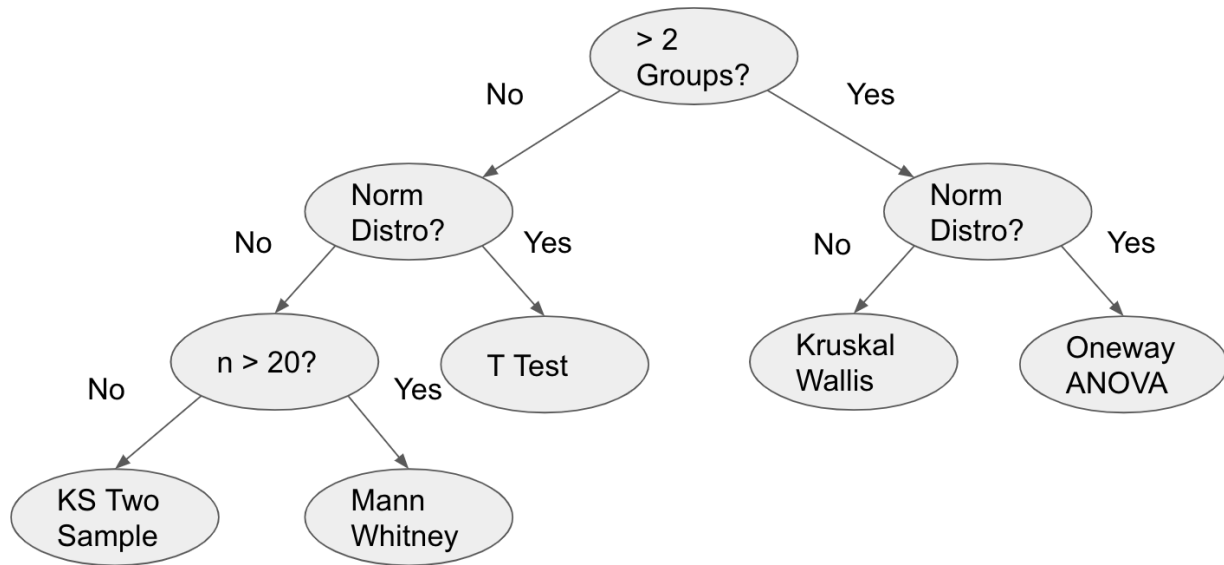 > 2
Groups?
No
Yes
Norm
Distro?
Norm
Distro?
No
Yes
No
Yes
n > 20?
T Test
Kruskal
Wallis
Oneway
ANOVA
No
Yes
KS Two
Sample
Mann
Whitney